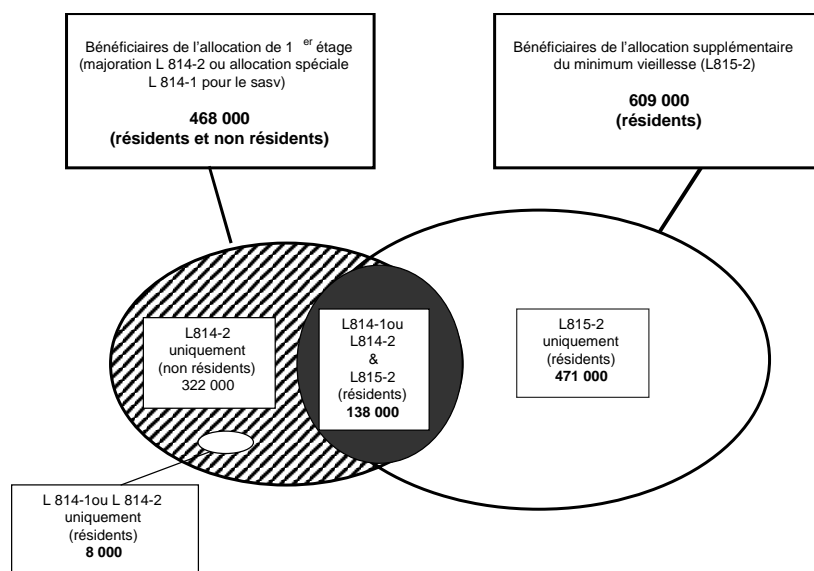 Bénéficiaires de l'allocation de 1 er étage
(majoration L 814-2 ou allocation spéciale
L 814-1 pour le sasv)
468 000
(résidents et non résidents)
Bénéficiaires de l'allocation supplémentaire
du minimum vieillesse (L815-2)
609 000
(résidents)
L814-2
uniquement
(non résidents)
322 000
L814-1ou
L814-2
&
L815-2
(résidents)
138 000
L815-2
uniquement
(résidents)
471 000
L 814-1ou L 814-2
uniquement
(résidents)
8 000